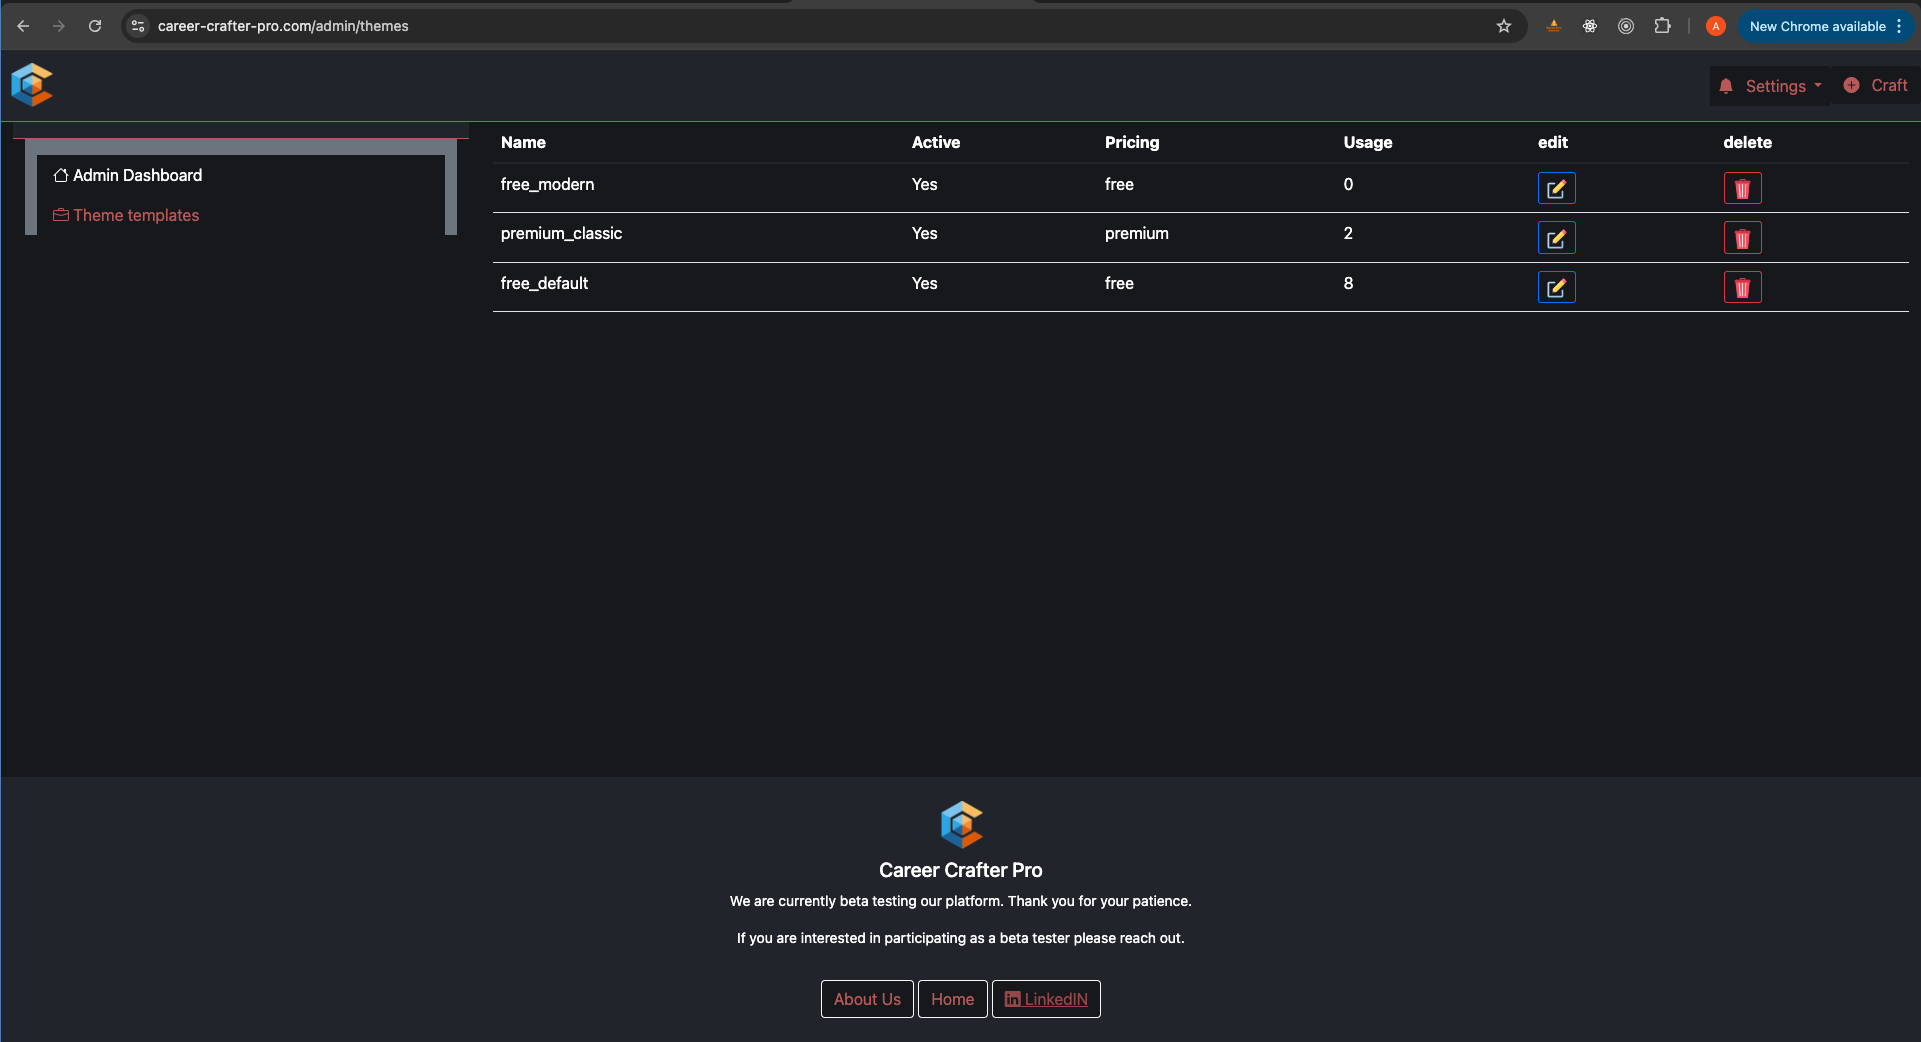 career-crafter-pro.com/admin/themes
A
New Chrome available
Settings
Craft
Admin Dashboard
Theme templates
Name Active Pricing Usage edit delete
free_modern Yes free 0
premium_classic Yes premium 2
free_default Yes free 8
Career Crafter Pro
We are currently beta testing our platform. Thank you for your patience.
If you are interested in participating as a beta tester please reach out.
About Us
Home
in LinkedIN